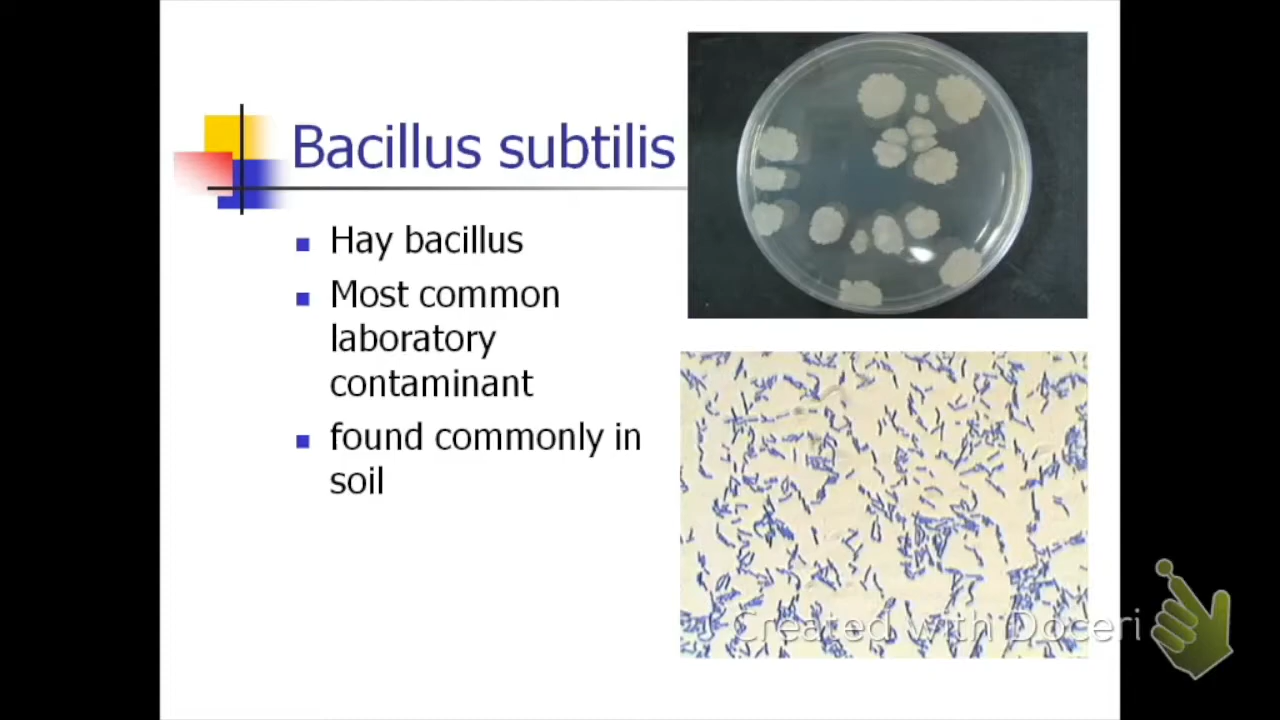 Bacillus subtilis
Hay bacillus
Most common
laboratory
contaminant
found commonly in
soil
Created with Doceri